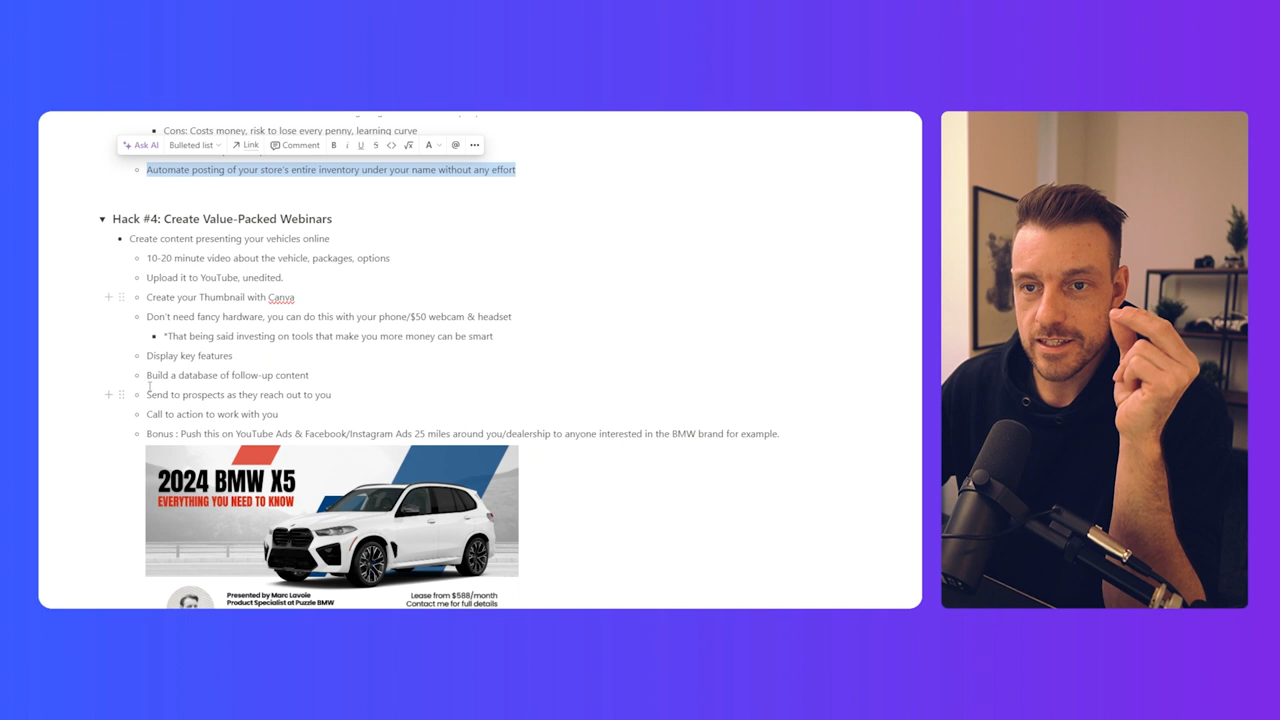 Cons: Costs money, risk to lose every penny, learning curve
Ask AI Bulleted list Link Comment B i U S A @
Automate posting of your store's entire inventory under your name without any effort
Hack #4: Create Value-Packed Webinars
Create content presenting your vehicles online
10-20 minute video about the vehicle, packages, options
Upload it to YouTube, unedited.
Create your Thumbnail with Canva
Don't need fancy hardware, you can do this with your phone/$50 webcam & headset
*That being said investing on tools that make you more money can be smart
Display key features
Build a database of follow-up content
Send to prospects as they reach out to you
Call to action to work with you
Bonus : Push this on YouTube Ads & Facebook/Instagram Ads 25 miles around you/dealership to anyone interested in the BMW brand for example.
2024 BMW X5
EVERYTHING YOU NEED TO KNOW
Presented by Marc Lavoie
Product Specialist at Puzzle BMW
Lease from $588/month
Contact me for full details